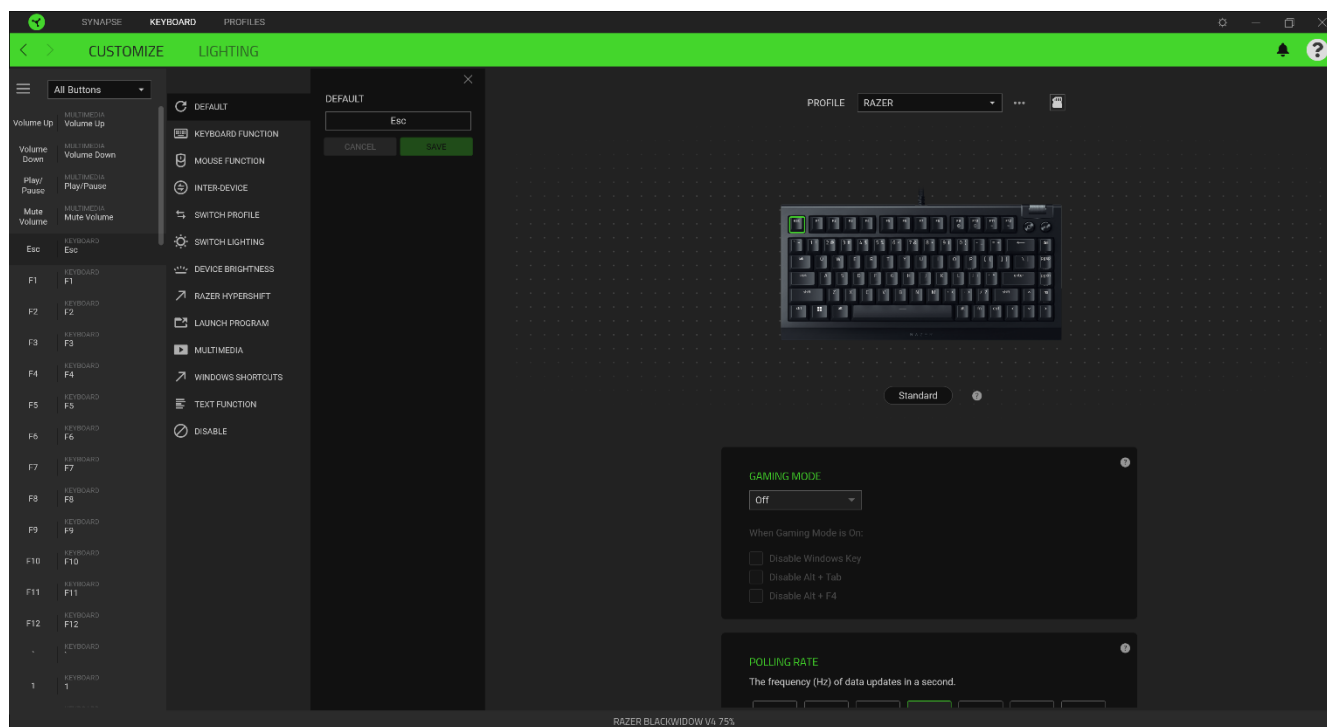 SYNAPSE KEYBOARD PROFILES
CUSTOMIZE LIGHTING
All Buttons
Volume Up MULTIMEDIA Volume Up
Volume Down MULTIMEDIA Volume Down
Play/Pause MULTIMEDIA Play/Pause
Mute Volume MULTIMEDIA Mute Volume
Esc KEYBOARD Esc
F1 KEYBOARD F1
F2 KEYBOARD F2
F3 KEYBOARD F3
F4 KEYBOARD F4
F5 KEYBOARD F5
F6 KEYBOARD F6
F7 KEYBOARD F7
F8 KEYBOARD F8
F9 KEYBOARD F9
F10 KEYBOARD F10
F11 KEYBOARD F11
F12 KEYBOARD F12
` KEYBOARD `
1 KEYBOARD 1
DEFAULT
KEYBOARD FUNCTION
MOUSE FUNCTION
INTER-DEVICE
SWITCH PROFILE
SWITCH LIGHTING
DEVICE BRIGHTNESS
RAZER HYPERSHIFT
LAUNCH PROGRAM
MULTIMEDIA
WINDOWS SHORTCUTS
TEXT FUNCTION
DISABLE
DEFAULT
Esc
CANCEL SAVE
PROFILE RAZER
Standard
GAMING MODE
Off
When Gaming Mode is On:
Disable Windows Key
Disable Alt + Tab
Disable Alt + F4
POLLING RATE
The frequency (Hz) of data updates in a second.
RAZER BLACKWIDOW V4 75%